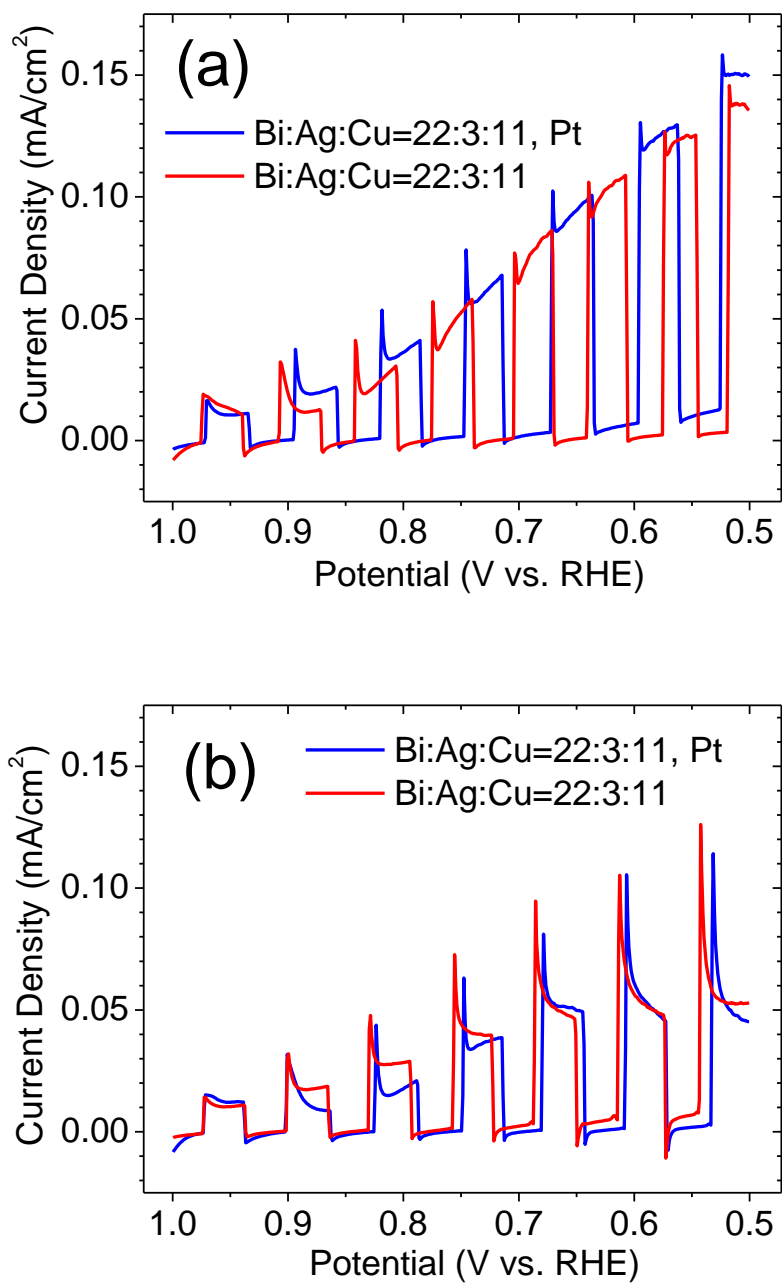 (a)
Bi:Ag:Cu=22:3:11, Pt
Bi:Ag:Cu=22:3:11
Current Density (mA/cm²)
0.15
0.10
0.05
0.00
1.0 0.9 0.8 0.7 0.6 0.5
Potential (V vs. RHE)
(b)
Bi:Ag:Cu=22:3:11, Pt
Bi:Ag:Cu=22:3:11
Current Density (mA/cm²)
0.15
0.10
0.05
0.00
1.0 0.9 0.8 0.7 0.6 0.5
Potential (V vs. RHE)